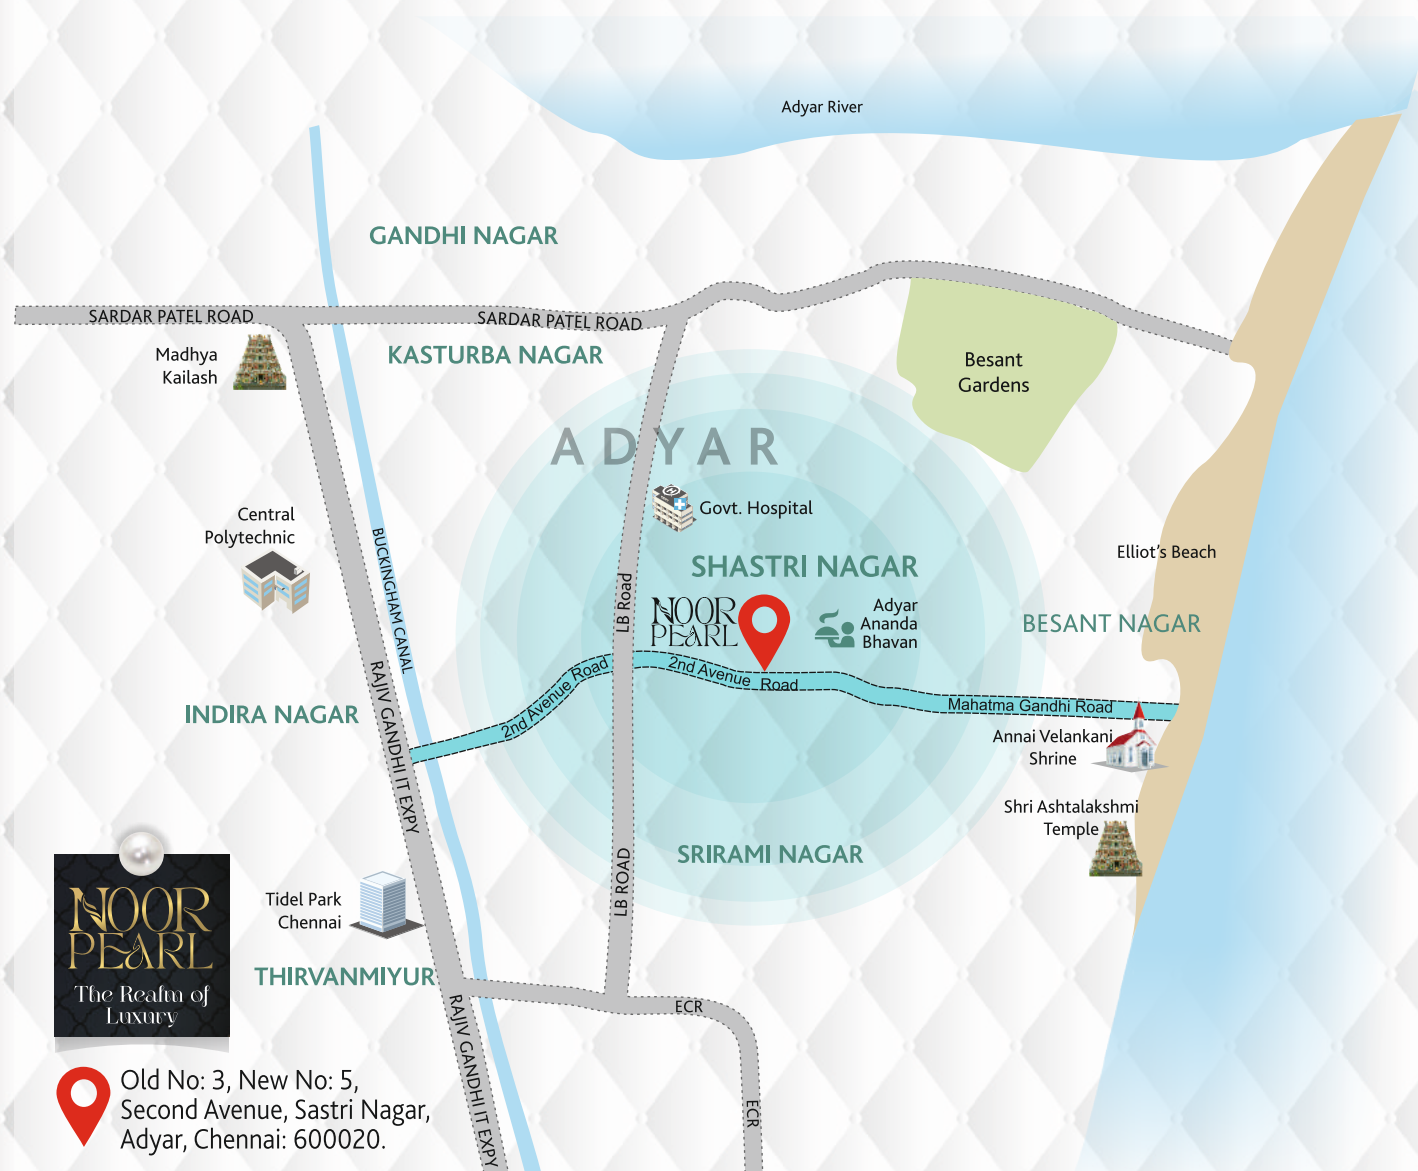 Adyar River
GANDHI NAGAR
SARDAR PATEL ROAD
SARDAR PATEL ROAD
Madhya
Kailash
KASTURBA NAGAR
Besant
Gardens
ADYAR
Central
Polytechnic
Govt. Hospital
BUCKINGHAM CANAL
Elliot's Beach
SHASTRI NAGAR
LB Road
NOOR
PEARL
Adyar
Ananda
Bhavan
BESANT NAGAR
2nd Avenue Road
2nd Avenue Road
Mahatma Gandhi Road
RAJIV GANDHI IT EXPY
INDIRA NAGAR
Annai Velankani
Shrine
Shri Ashtalakshmi
Temple
SRIRAMI NAGAR
LB ROAD
Tidel Park
Chennai
THIRVANMIYUR
ECR
RAJIV GANDHI IT EXPY
ECR
NOOR
PEARL
The Realm of
Luxury
Old No: 3, New No: 5,
Second Avenue, Sastri Nagar,
Adyar, Chennai: 600020.